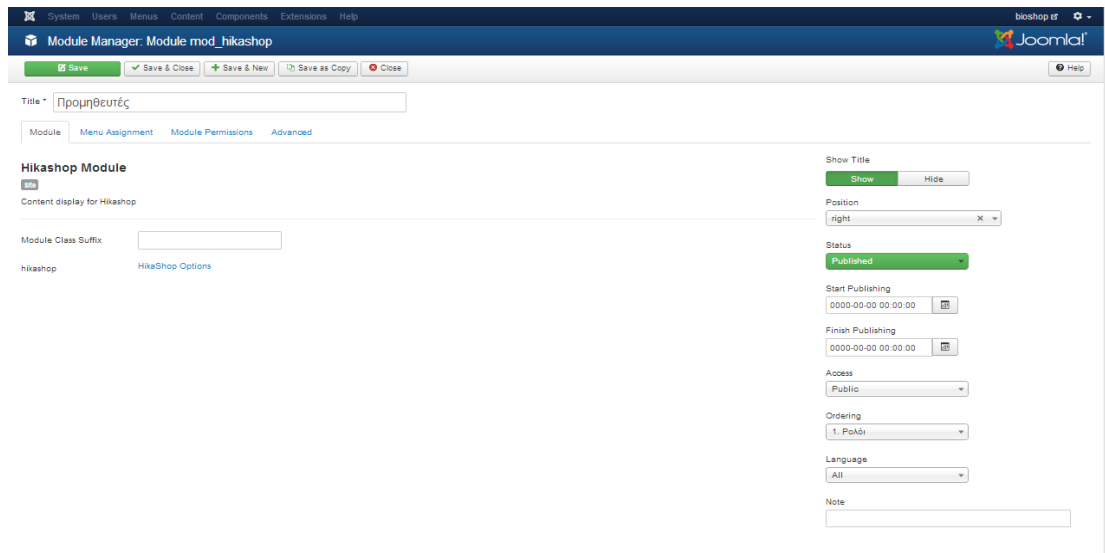 System Users Menus Content Components Extensions Help bioshop
Module Manager: Module mod_hikashop Joomla!
Save Save & Close Save & New Save as Copy Close Help
Title * Προμηθευτές
Module Menu Assignment Module Permissions Advanced
Hikashop Module
Site
Content display for Hikashop
Module Class Suffix
hikashop HikaShop Options
Show Title
Show Hide
Position
right
Status
Published
Start Publishing
0000-00-00 00:00:00
Finish Publishing
0000-00-00 00:00:00
Access
Public
Ordering
1. Ρολόι
Language
All
Note